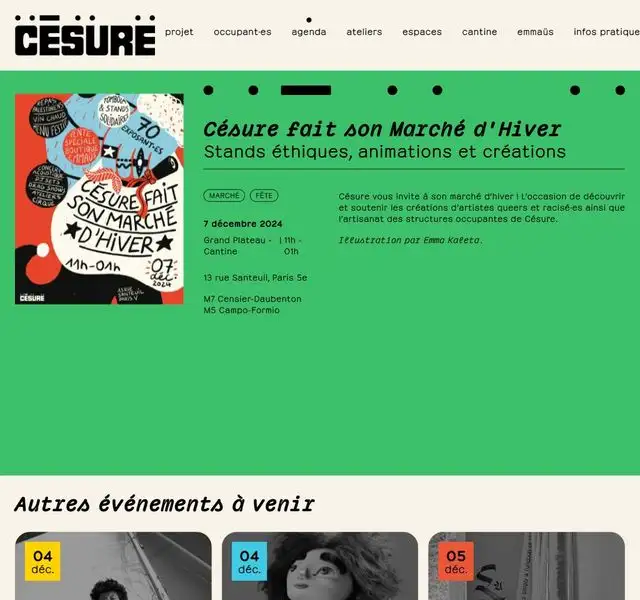 CÉSURE
projet occupant·es agenda ateliers espaces cantine emmaüs infos pratique
REPAS
PALESTINIENS
VIN CHAUD
MENU FESTIF
TOMBOLA
& STANDS
SOLIDAIRES
70
EXPOSANT·ES
VENTE
SPÉCIALE
BOUTIQUE
EMMAÜS
CONCERT
ACOUSTIQUE
DJ SETS
DRAG SHOWS
ATELIERS
CIRQUE
CÉSURE FAIT
SON MARCHÉ
D'HIVER
11h-01h
07
déc.
2024
CÉSURE
13 RUE
SANTEUIL
PARIS V
Césure fait son Marché d'Hiver
Stands éthiques, animations et créations
MARCHÉ FÊTE
7 décembre 2024
Grand Plateau - | 11h -
Cantine 01h
13 rue Santeuil, Paris 5e
M7 Censier-Daubenton
M5 Campo-Formio
Césure vous invite à son marché d'hiver ! L'occasion de découvrir
et soutenir les créations d'artistes queers et racisé·es ainsi que
l'artisanat des structures occupantes de Césure.
Illustration par Emma Kaleta.
Autres événements à venir
04
déc.
04
déc.
05
déc.